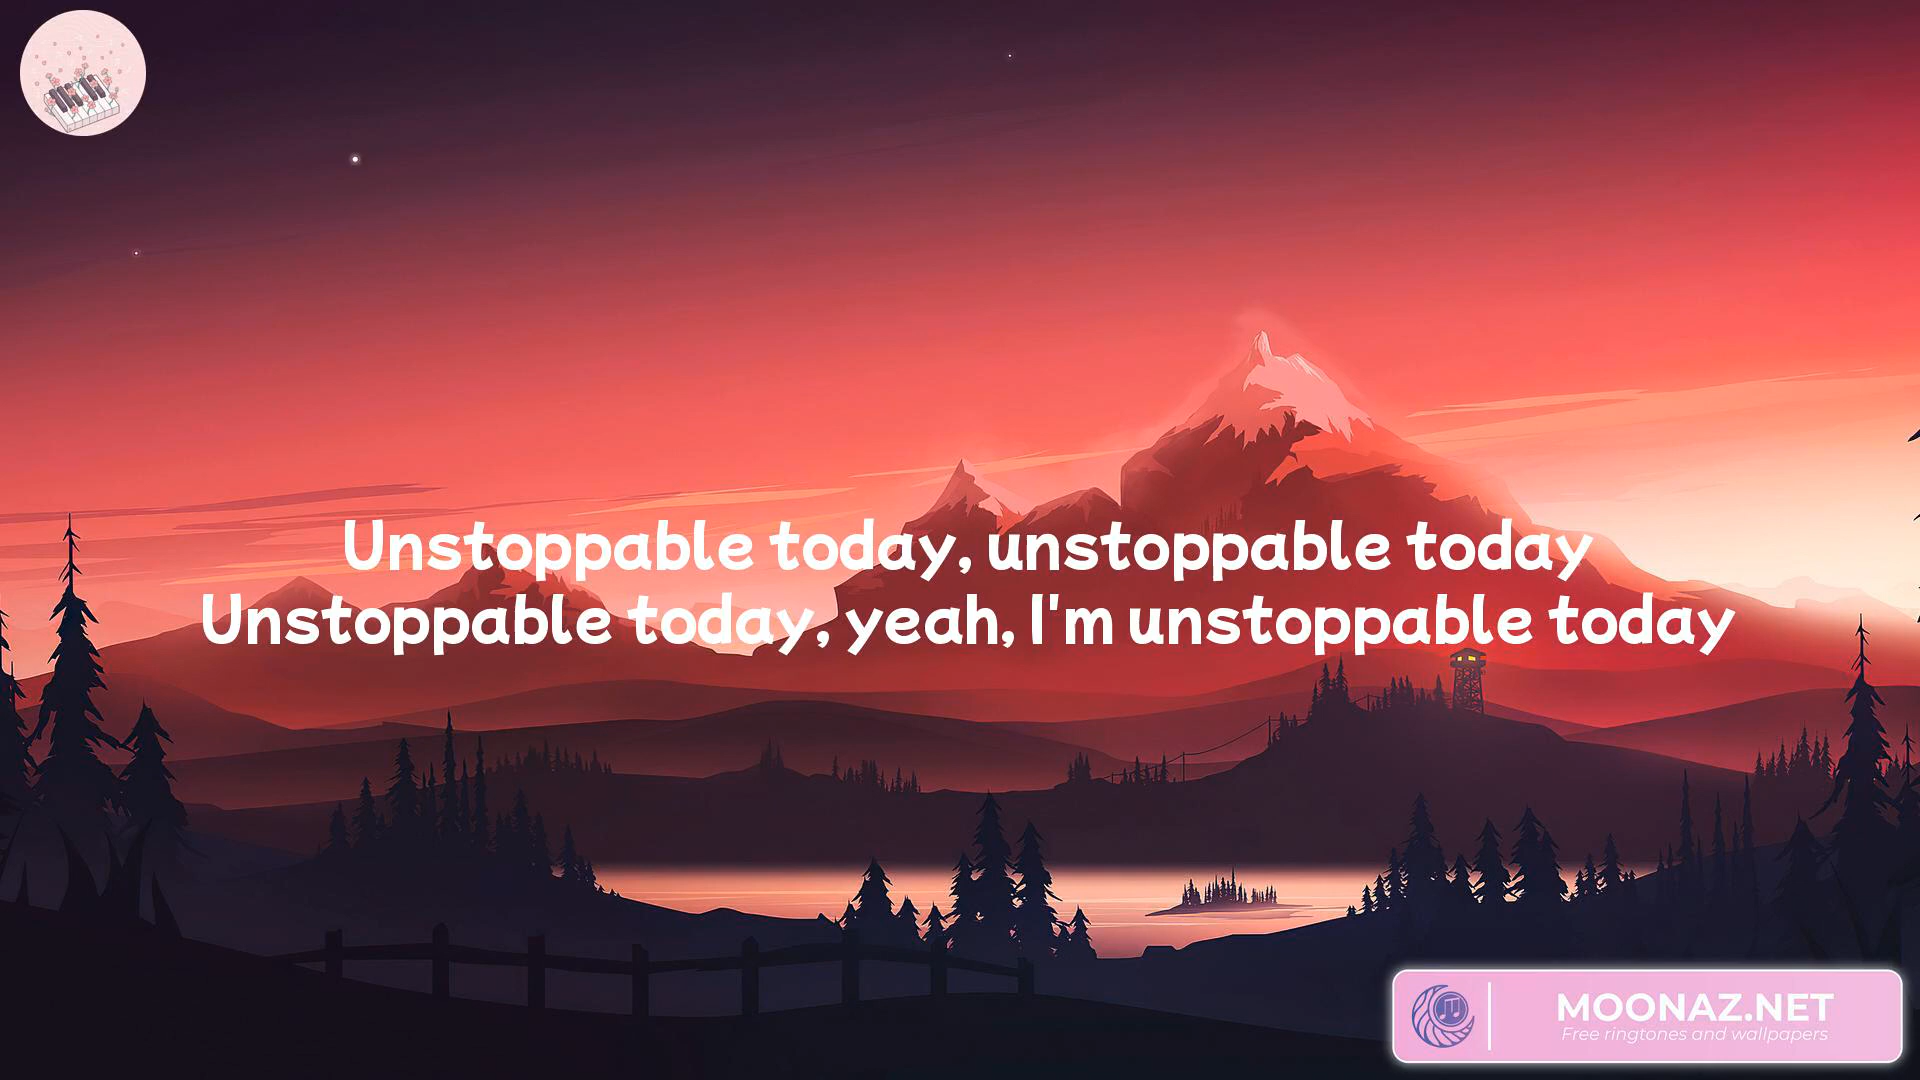 Unstoppable today, unstoppable today
Unstoppable today, yeah, I'm unstoppable today
MOONAZ.NET
Free ringtones and wallpapers